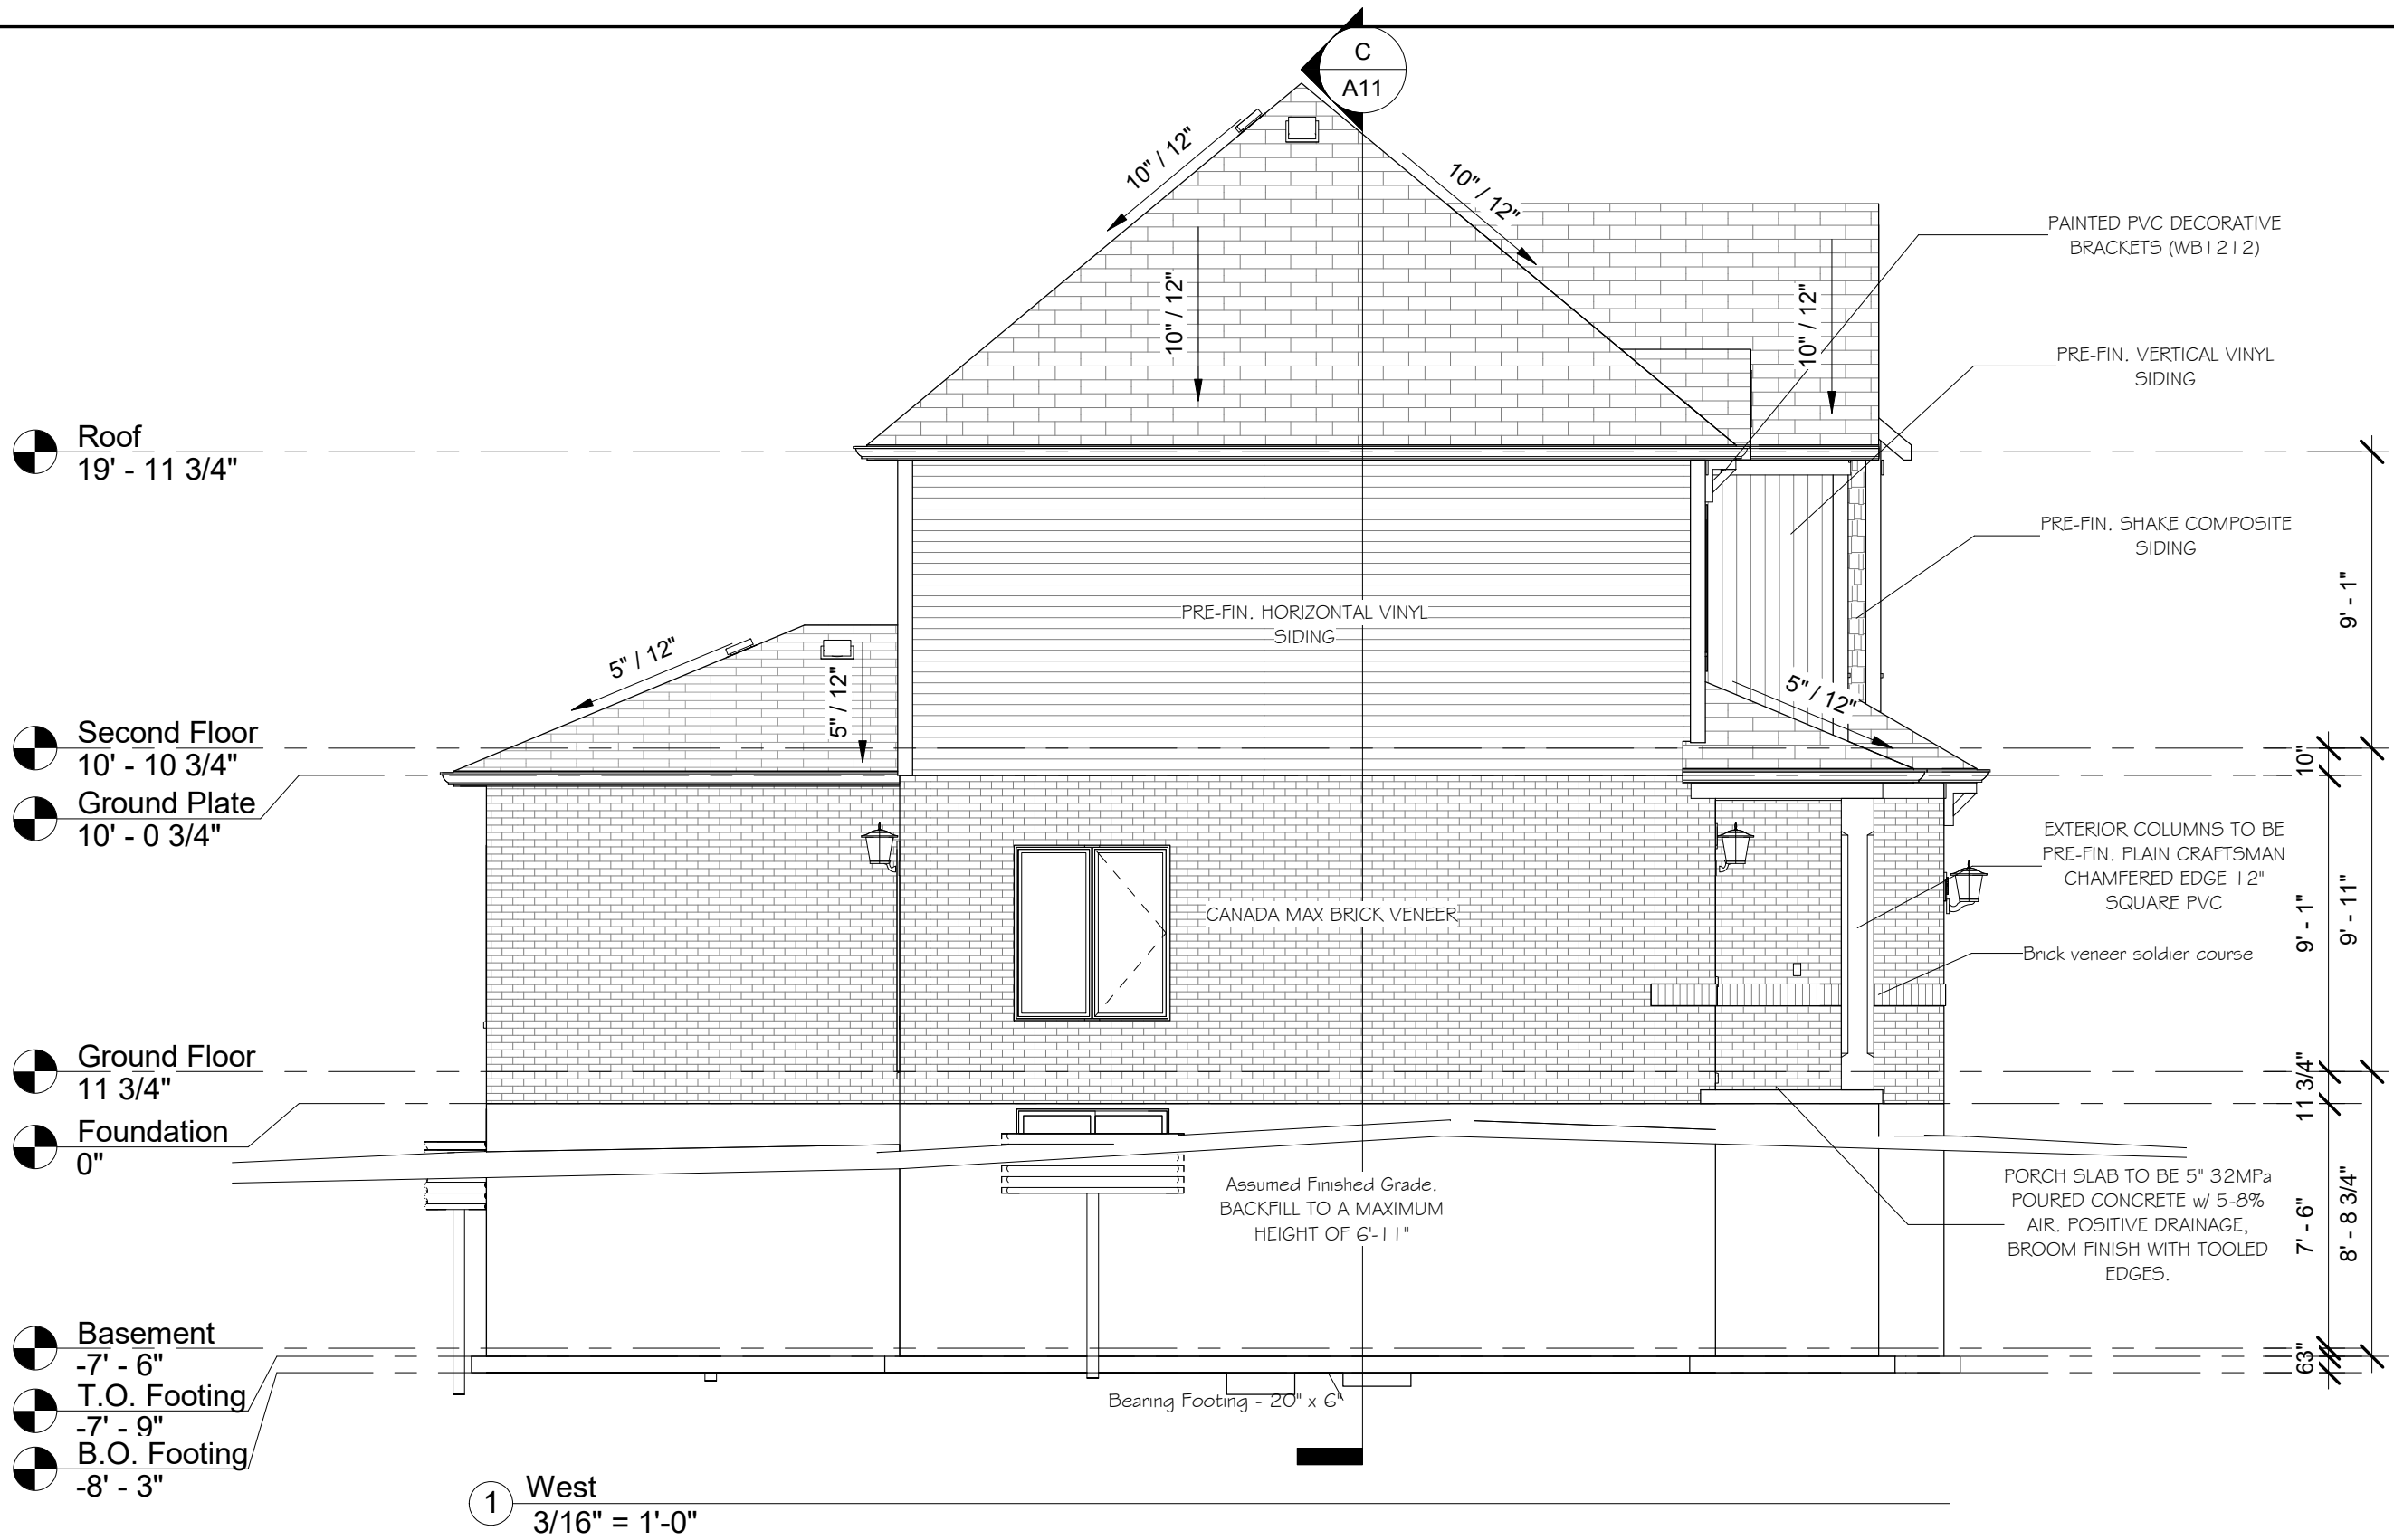 C
A11
10" / 12"
10" / 12"
10" / 12"
10" / 12"
PAINTED PVC DECORATIVE
BRACKETS (WB1212)
PRE-FIN. VERTICAL VINYL
SIDING
Roof
19' - 11 3/4"
PRE-FIN. SHAKE COMPOSITE
SIDING
9' - 1"
PRE-FIN. HORIZONTAL VINYL
SIDING
5" / 12"
5" / 12"
5" / 12"
Second Floor
10' - 10 3/4"
10"
Ground Plate
10' - 0 3/4"
EXTERIOR COLUMNS TO BE
PRE-FIN. PLAIN CRAFTSMAN
CHAMFERED EDGE 12"
SQUARE PVC
CANADA MAX BRICK VENEER
9' - 1"
9' - 11"
Brick veneer soldier course
Ground Floor
11 3/4"
11 3/4"
Foundation
0"
Assumed Finished Grade.
BACKFILL TO A MAXIMUM
HEIGHT OF 6'-11"
PORCH SLAB TO BE 5" 32MPa
POURED CONCRETE w/ 5-8%
AIR. POSITIVE DRAINAGE,
BROOM FINISH WITH TOOLED
EDGES.
7' - 6"
8' - 8 3/4"
Basement
-7' - 6"
T.O. Footing
-7' - 9"
B.O. Footing
-8' - 3"
6"
3"
Bearing Footing - 20" x 6"
1
West
3/16" = 1'-0"